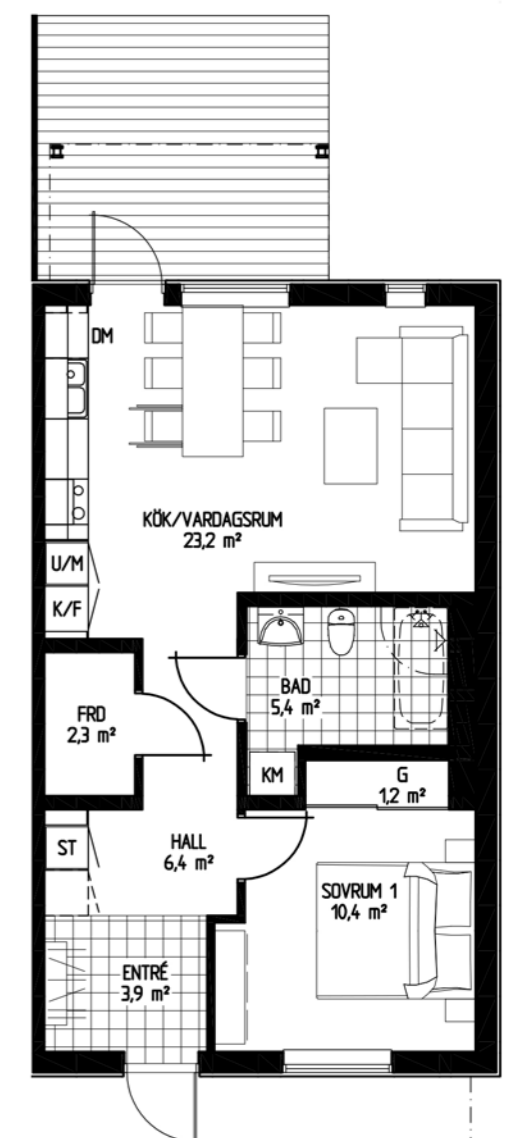 DM
KÖK/VARDAGSRUM
23,2 m²
U/M
K/F
BAD
5,4 m²
FRD
2,3 m²
KM
G
1,2 m²
ST
HALL
6,4 m²
SOVRUM 1
10,4 m²
ENTRÉ
3,9 m²